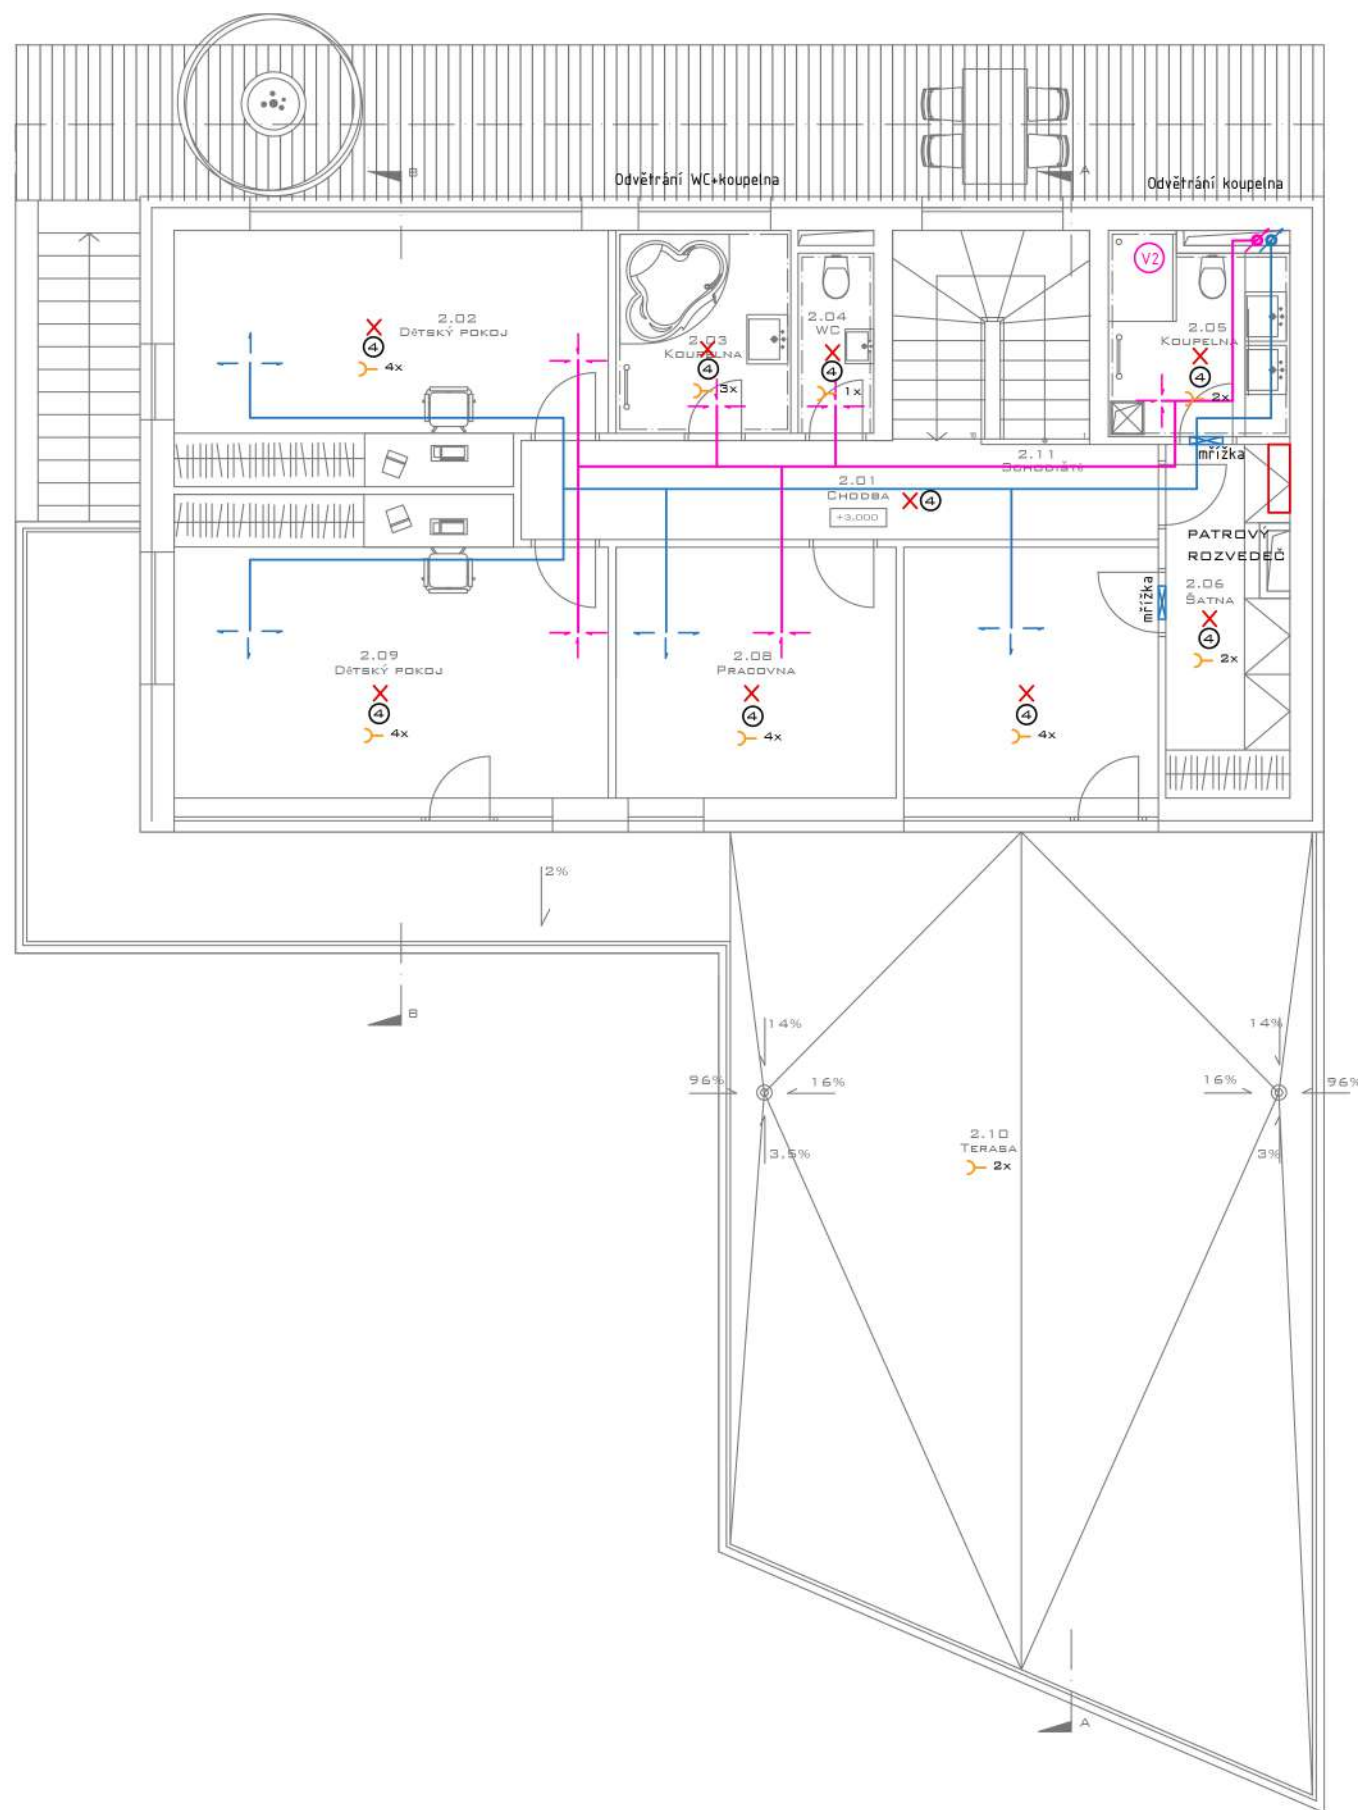 B
A
Odvětrání WC+koupelna
Odvětrání koupelna
V2
2.02
Dětský pokoj
4
4x
2.03
Koupelna
4
3x
2.04
WC
4
1x
2.05
Koupelna
4
2x
mřížka
2.11
Schodiště
2.01
Chodba
4
+3,000
PATROVÝ
ROZVEDEČ
mřížka
2.06
Šatna
4
2x
2.09
Dětský pokoj
4
4x
2.08
Pracovna
4
4x
4
4x
2%
B
14%
14%
96%
16%
16%
96%
2.10
Terasa
2x
3,5%
3%
A